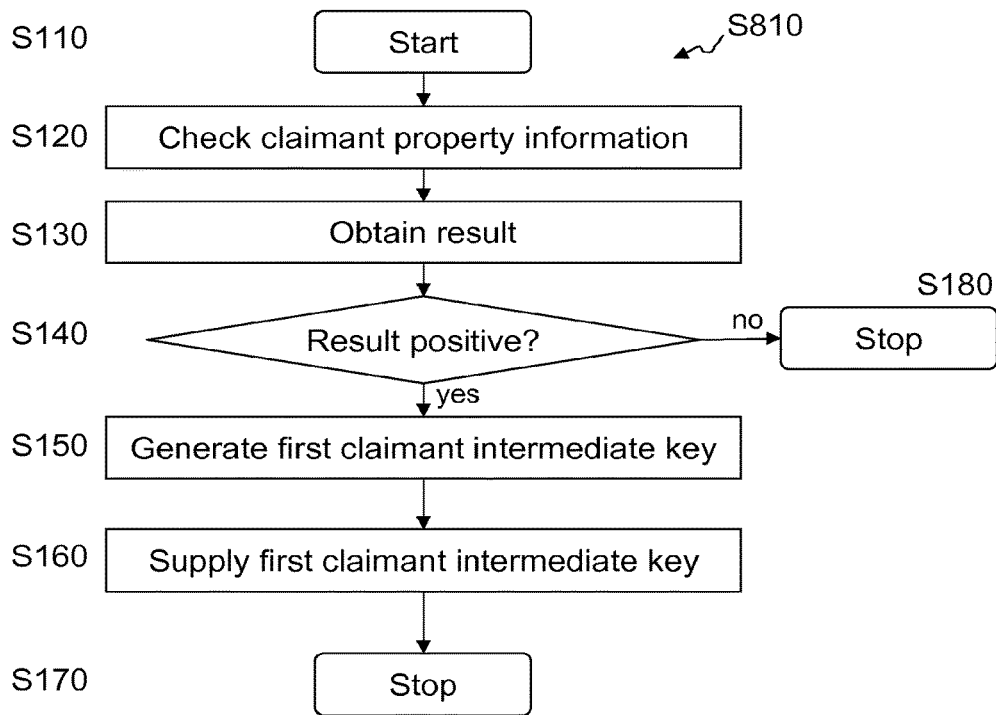 S110
Start
S810
S120
Check claimant property information
S130
Obtain result
S180
S140
Result positive?
no
Stop
yes
S150
Generate first claimant intermediate key
S160
Supply first claimant intermediate key
S170
Stop